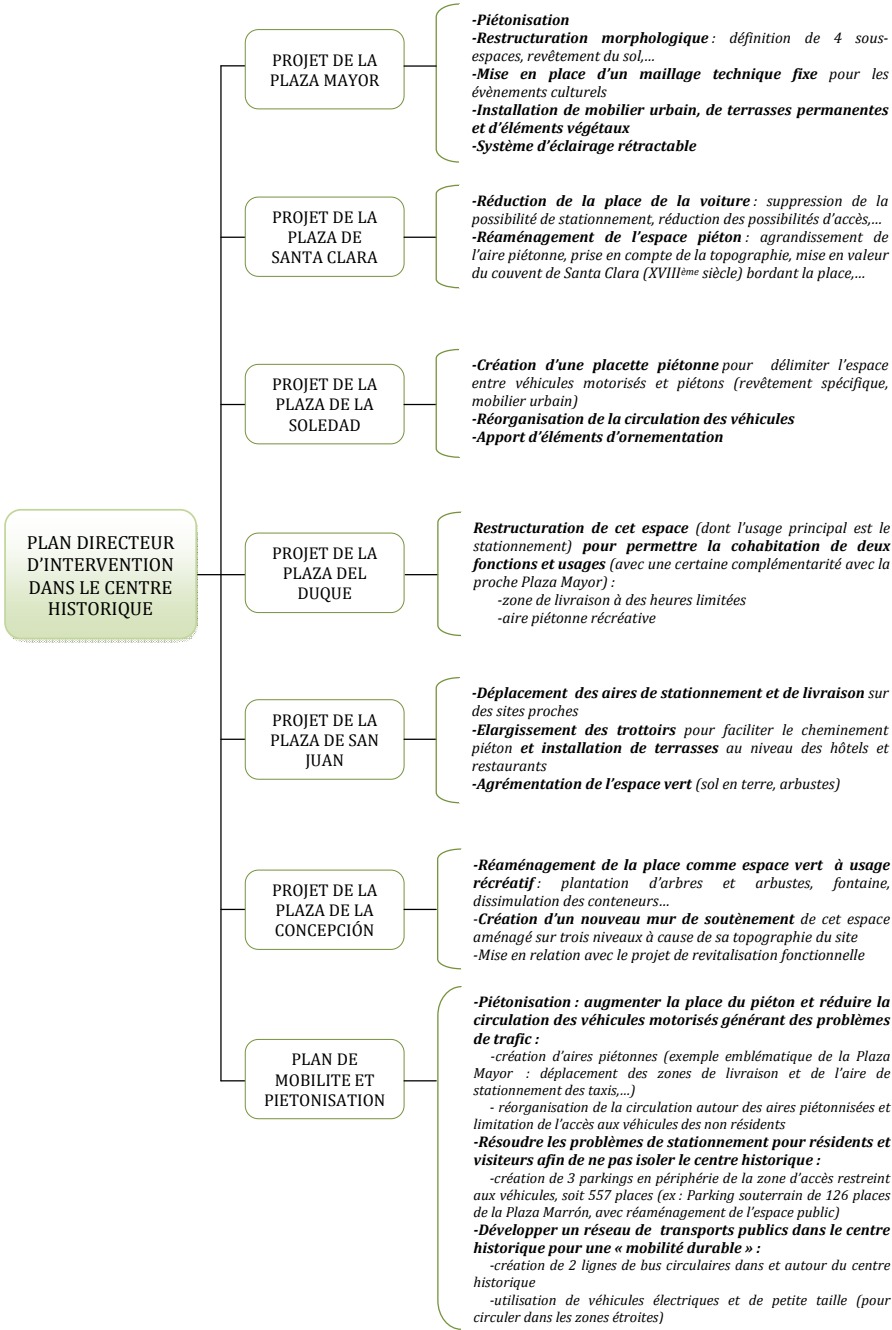 PLAN DIRECTEUR
D'INTERVENTION
DANS LE CENTRE
HISTORIQUE
PROJET DE LA
PLAZA MAYOR
-Piétonisation
-Restructuration morphologique : définition de 4 sous-
espaces, revêtement du sol,...
-Mise en place d'un maillage technique fixe pour les
évènements culturels
-Installation de mobilier urbain, de terrasses permanentes
et d'éléments végétaux
-Système d'éclairage rétractable
PROJET DE LA
PLAZA DE
SANTA CLARA
-Réduction de la place de la voiture : suppression de la
possibilité de stationnement, réduction des possibilités d'accès,...
-Réaménagement de l'espace piéton : agrandissement de
l'aire piétonne, prise en compte de la topographie, mise en valeur
du couvent de Santa Clara (XVIIIème siècle) bordant la place,...
PROJET DE LA
PLAZA DE LA
SOLEDAD
-Création d'une placette piétonne pour délimiter l'espace
entre véhicules motorisés et piétons (revêtement spécifique,
mobilier urbain)
-Réorganisation de la circulation des véhicules
-Apport d'éléments d'ornementation
PROJET DE LA
PLAZA DEL
DUQUE
Restructuration de cet espace (dont l'usage principal est le
stationnement) pour permettre la cohabitation de deux
fonctions et usages (avec une certaine complémentarité avec la
proche Plaza Mayor) :
-zone de livraison à des heures limitées
-aire piétonne récréative
PROJET DE LA
PLAZA DE SAN
JUAN
-Déplacement des aires de stationnement et de livraison sur
des sites proches
-Elargissement des trottoirs pour faciliter le cheminement
piéton et installation de terrasses au niveau des hôtels et
restaurants
-Agrémentation de l'espace vert (sol en terre, arbustes)
PROJET DE LA
PLAZA DE LA
CONCEPCIÓN
-Réaménagement de la place comme espace vert à usage
récréatif : plantation d'arbres et arbustes, fontaine,
dissimulation des conteneurs...
-Création d'un nouveau mur de soutènement de cet espace
aménagé sur trois niveaux à cause de sa topographie du site
-Mise en relation avec le projet de revitalisation fonctionnelle
PLAN DE
MOBILITE ET
PIETONISATION
-Piétonisation : augmenter la place du piéton et réduire la
circulation des véhicules motorisés générant des problèmes
de trafic :
-création d'aires piétonnes (exemple emblématique de la Plaza
Mayor : déplacement des zones de livraison et de l'aire de
stationnement des taxis,...)
- réorganisation de la circulation autour des aires piétonnisées et
limitation de l'accès aux véhicules des non résidents
-Résoudre les problèmes de stationnement pour résidents et
visiteurs afin de ne pas isoler le centre historique :
-création de 3 parkings en périphérie de la zone d'accès restreint
aux véhicules, soit 557 places (ex : Parking souterrain de 126 places
de la Plaza Marrón, avec réaménagement de l'espace public)
-Développer un réseau de transports publics dans le centre
historique pour une « mobilité durable » :
-création de 2 lignes de bus circulaires dans et autour du centre
historique
-utilisation de véhicules électriques et de petite taille (pour
circuler dans les zones étroites)